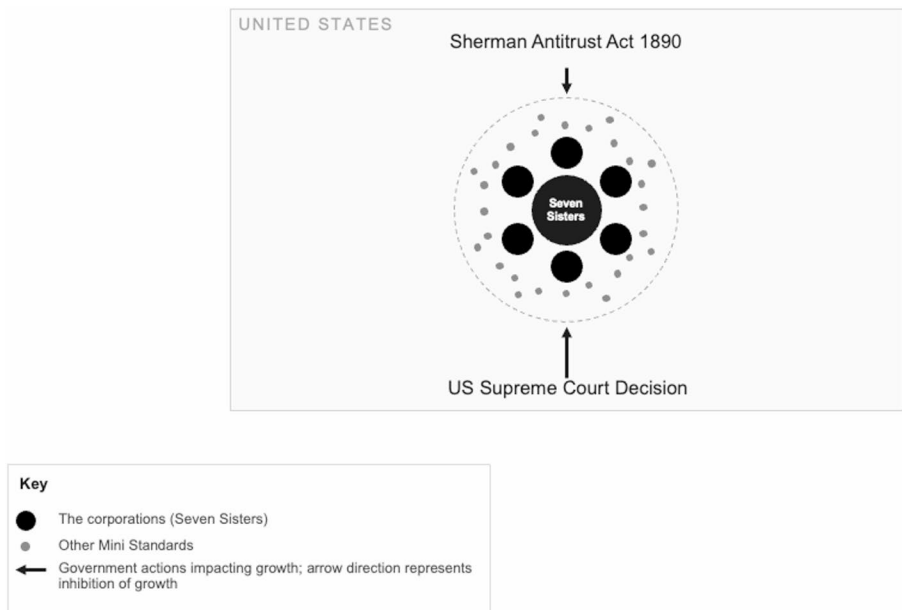 UNITED STATES
Sherman Antitrust Act 1890
Seven
Sisters
US Supreme Court Decision
Key
The corporations (Seven Sisters)
Other Mini Standards
Government actions impacting growth; arrow direction represents
inhibition of growth